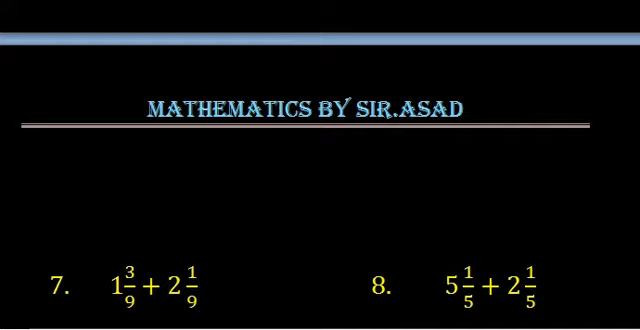 MATHEMATICS BY SIR.ASAD
7. 1 3/9 + 2 1/9 8. 5 1/5 + 2 1/5